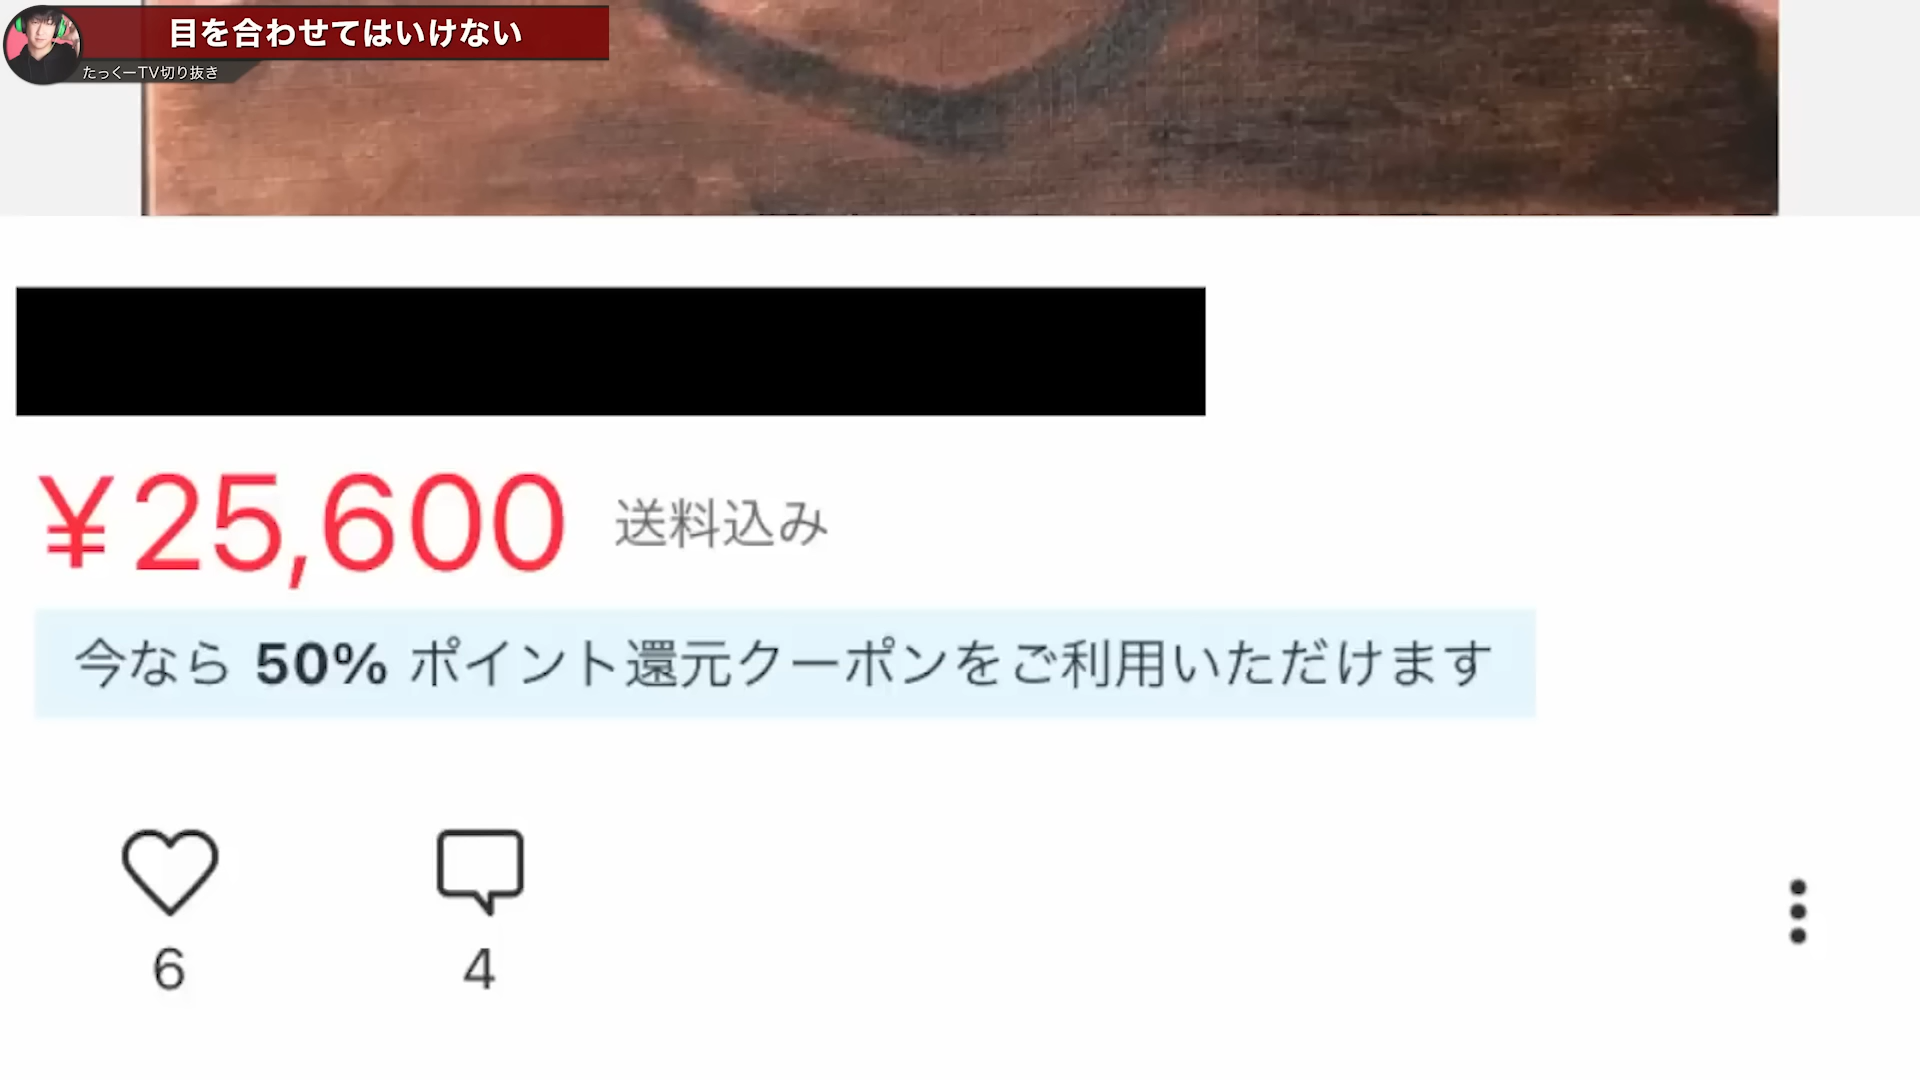 目を合わせてはいけない
たっくーTV切り抜き
¥25,600 送料込み
今なら 50% ポイント還元クーポンをご利用いただけます
6 4